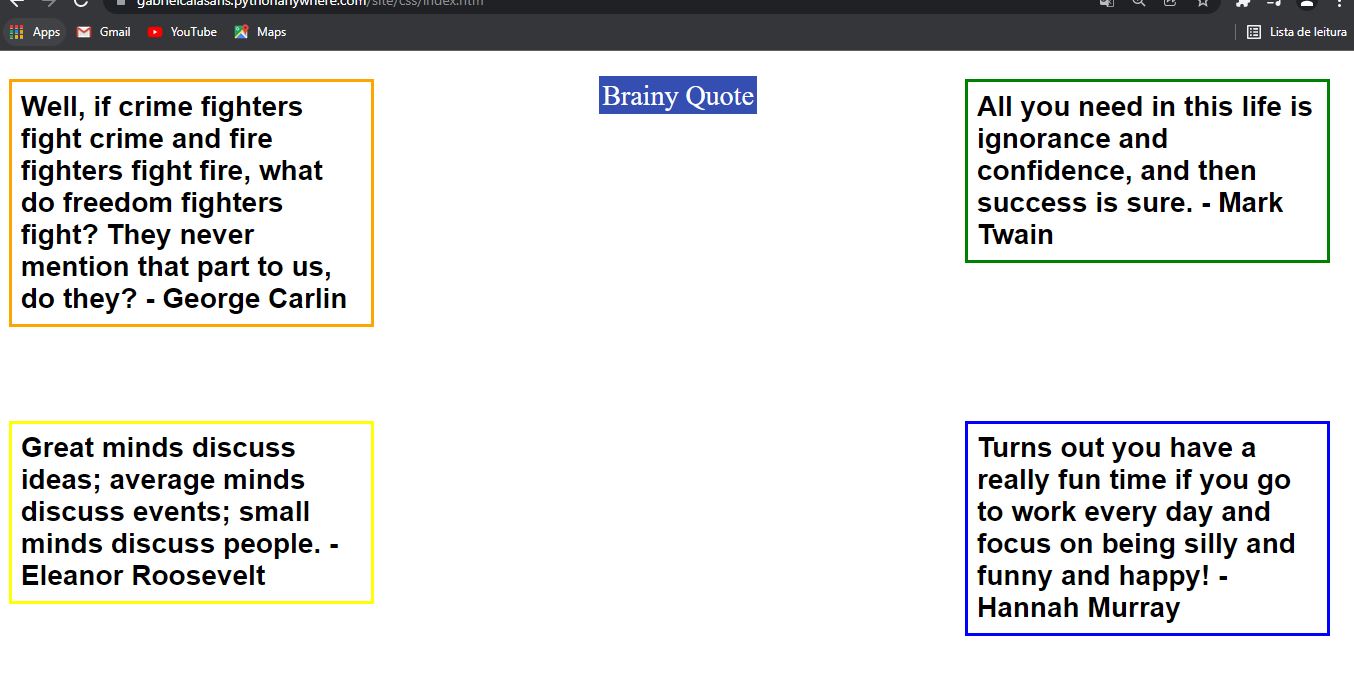 gabrielcalasans.pythonanywhere.com/site/css/index.htm
Apps Gmail YouTube Maps Lista de leitura
Brainy Quote
Well, if crime fighters
fight crime and fire
fighters fight fire, what
do freedom fighters
fight? They never
mention that part to us,
do they? - George Carlin
All you need in this life is
ignorance and
confidence, and then
success is sure. - Mark
Twain
Great minds discuss
ideas; average minds
discuss events; small
minds discuss people. -
Eleanor Roosevelt
Turns out you have a
really fun time if you go
to work every day and
focus on being silly and
funny and happy! -
Hannah Murray